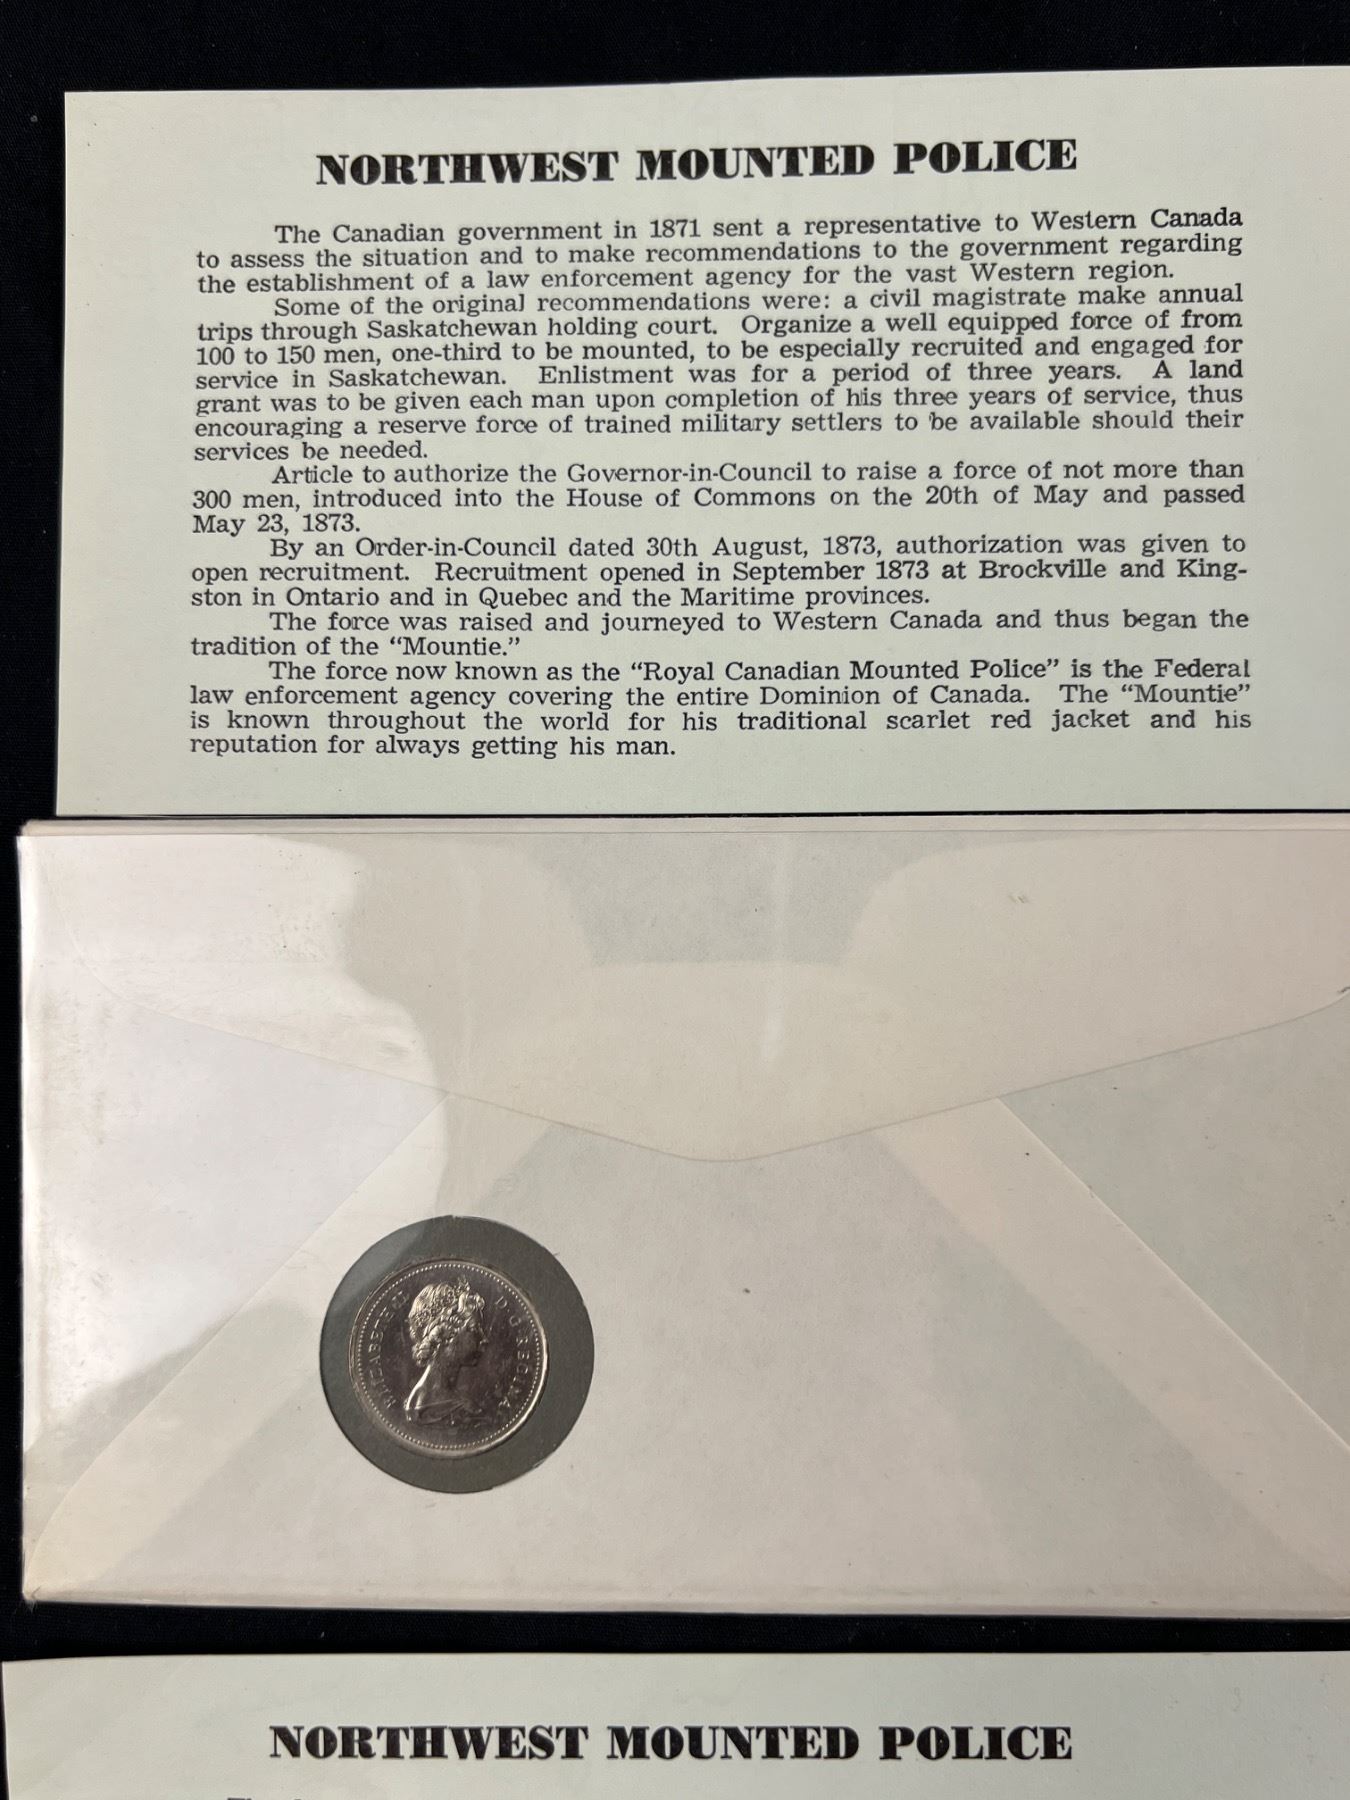 NORTHWEST MOUNTED POLICE
The Canadian government in 1871 sent a representative to Western Canada
to assess the situation and to make recommendations to the government regarding
the establishment of a law enforcement agency for the vast Western region.
Some of the original recommendations were: a civil magistrate make annual
trips through Saskatchewan holding court. Organize a well equipped force of from
100 to 150 men, one-third to be mounted, to be especially recruited and engaged for
service in Saskatchewan. Enlistment was for a period of three years. A land
grant was to be given each man upon completion of his three years of service, thus
encouraging a reserve force of trained military settlers to be available should their
services be needed.
Article to authorize the Governor-in-Council to raise a force of not more than
300 men, introduced into the House of Commons on the 20th of May and passed
May 23, 1873.
By an Order-in-Council dated 30th August, 1873, authorization was given to
open recruitment. Recruitment opened in September 1873 at Brockville and King-
ston in Ontario and in Quebec and the Maritime provinces.
The force was raised and journeyed to Western Canada and thus began the
tradition of the "Mountie."
The force now known as the "Royal Canadian Mounted Police" is the Federal
law enforcement agency covering the entire Dominion of Canada. The "Mountie"
is known throughout the world for his traditional scarlet red jacket and his
reputation for always getting his man.
ELIZABETH II D·G·REGINA
NORTHWEST MOUNTED POLICE